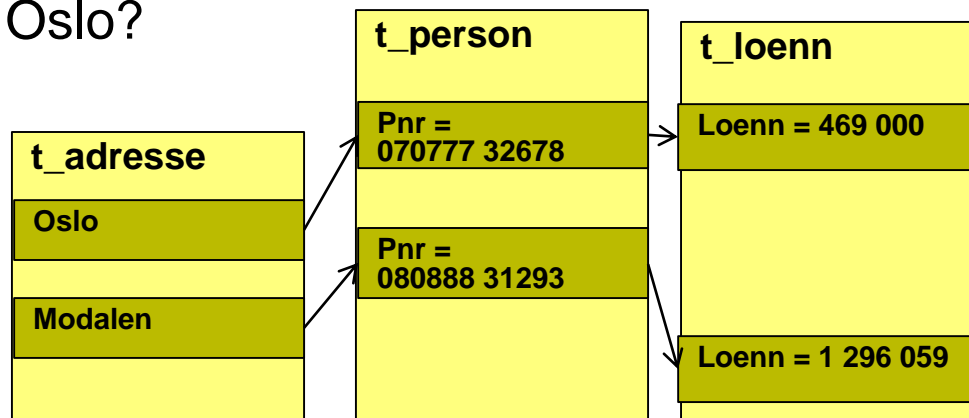 Oslo?
t_adresse
Oslo
Modalen
t_person
Pnr =
070777 32678
Pnr =
080888 31293
t_loenn
Loenn = 469 000
Loenn = 1 296 059